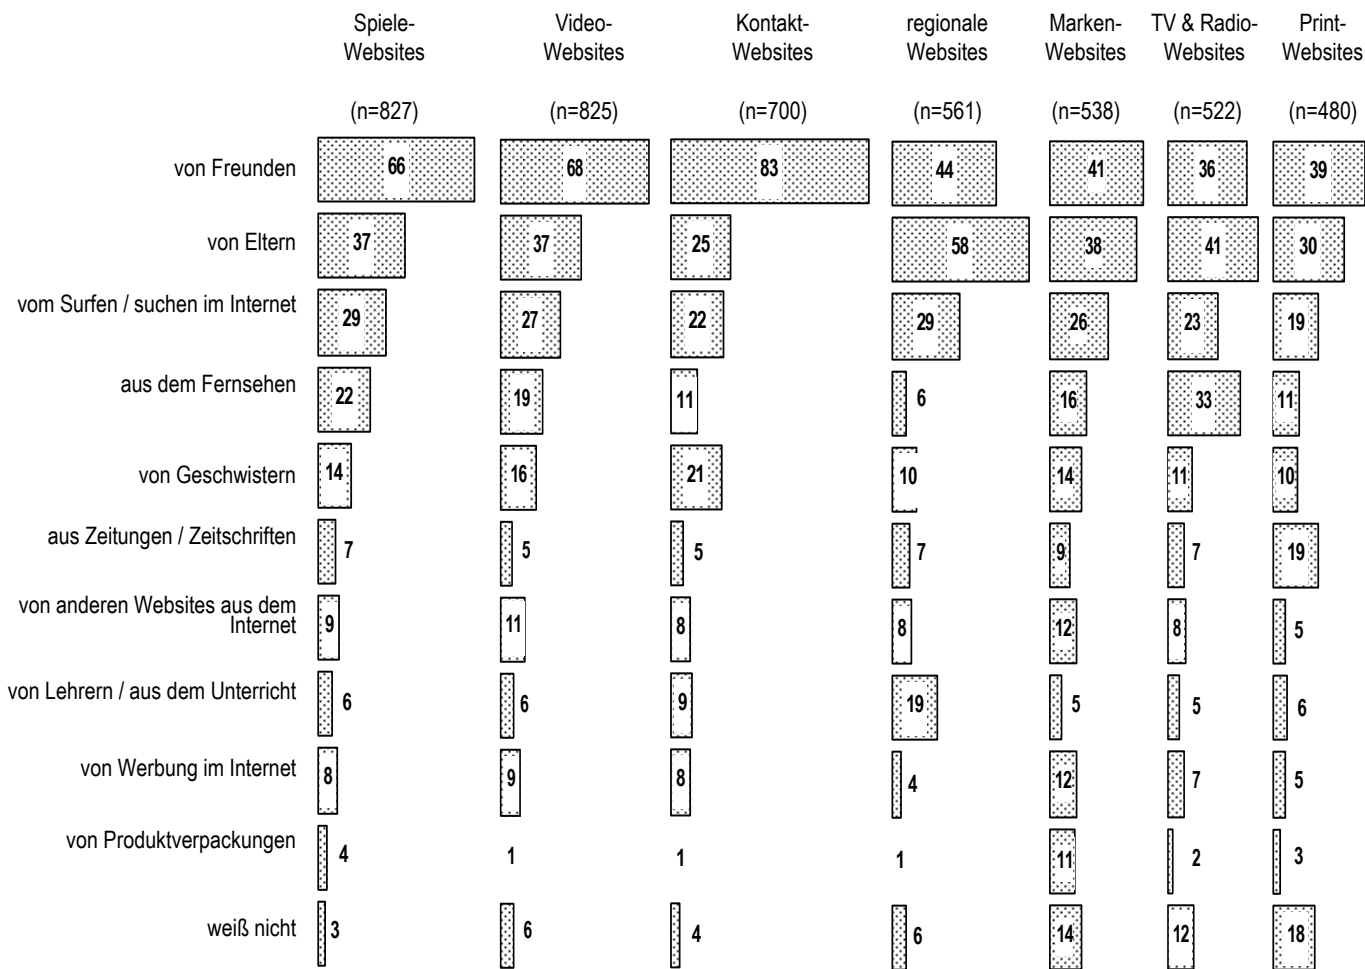 Spiele- Video- Kontakt- regionale Marken- TV & Radio- Print-
Websites Websites Websites Websites Websites Websites Websites
(n=827) (n=825) (n=700) (n=561) (n=538) (n=522) (n=480)
von Freunden 66 68 83 44 41 36 39
von Eltern 37 37 25 58 38 41 30
vom Surfen / suchen im Internet 29 27 22 29 26 23 19
aus dem Fernsehen 22 19 11 6 16 33 11
von Geschwistern 14 16 21 10 14 11 10
aus Zeitungen / Zeitschriften 7 5 5 7 9 7 19
von anderen Websites aus dem
Internet 9 11 8 8 12 8 5
von Lehrern / aus dem Unterricht 6 6 9 19 5 5 6
von Werbung im Internet 8 9 8 4 12 7 5
von Produktverpackungen 4 1 1 1 11 2 3
weiß nicht 3 6 4 6 14 12 18